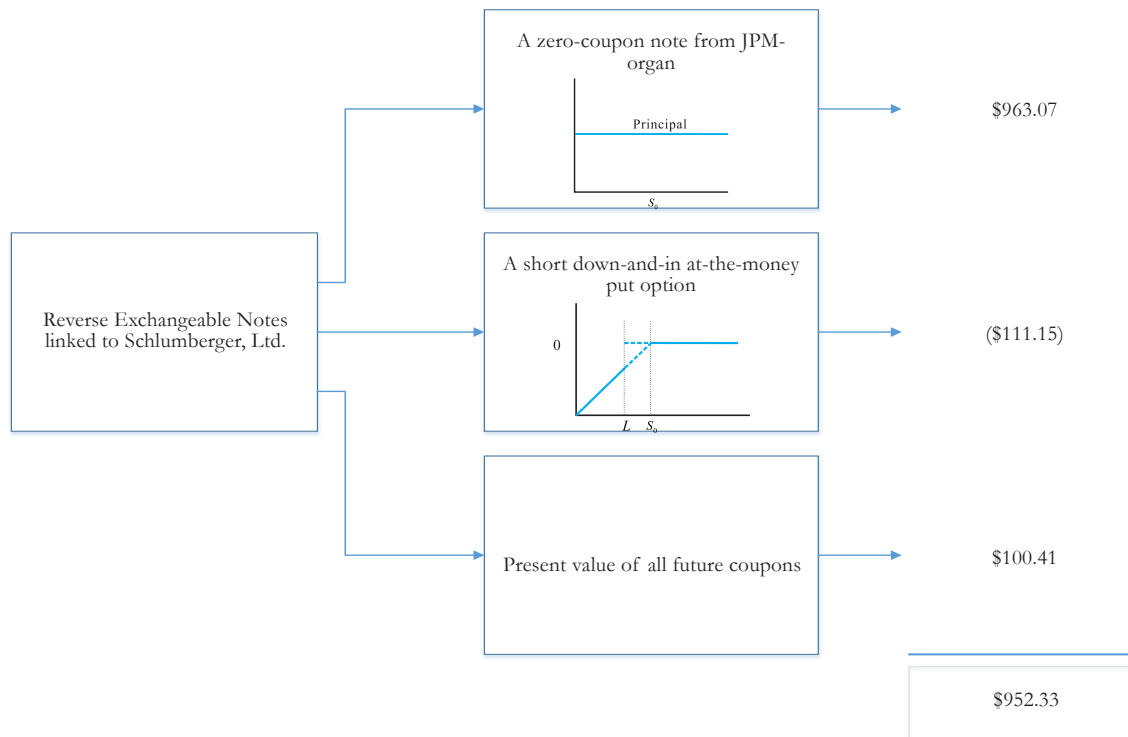 A zero-coupon note from JPM-
organ
Principal
S₀
$963.07
Reverse Exchangeable Notes
linked to Schlumberger, Ltd.
A short down-and-in at-the-money
put option
0
L S₀
($111.15)
Present value of all future coupons
$100.41
$952.33